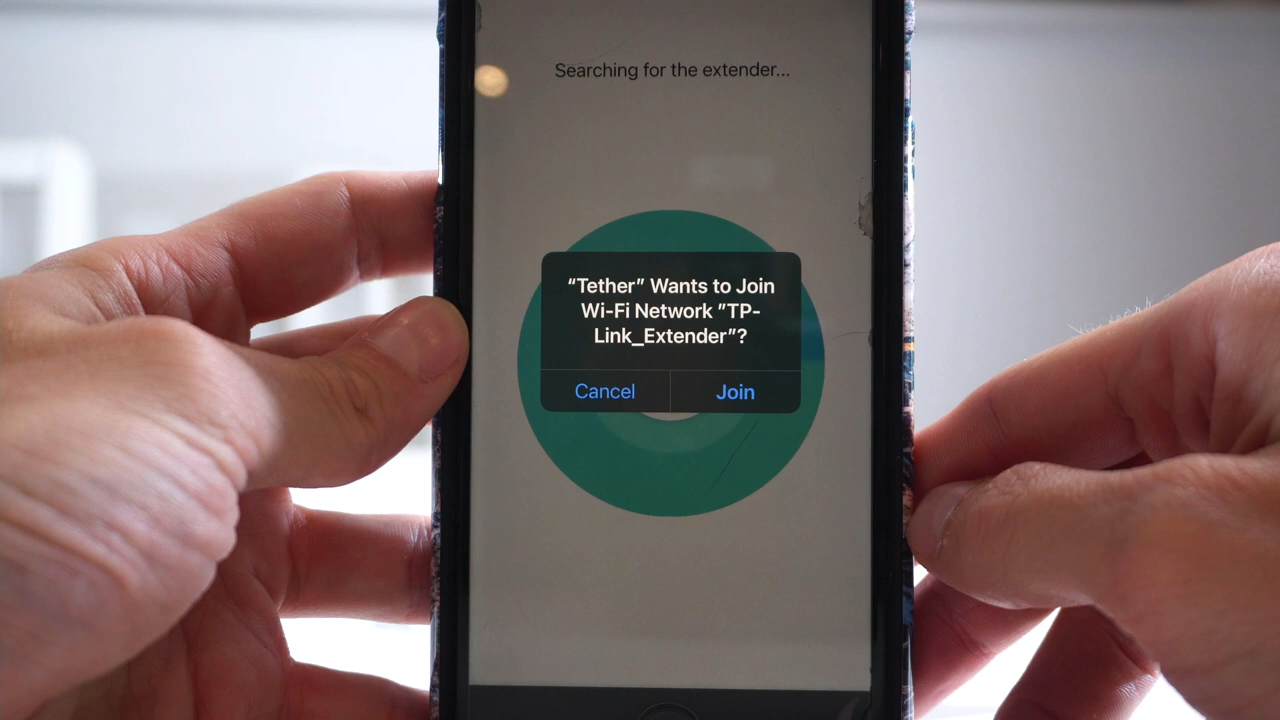 Searching for the extender...
“Tether” Wants to Join
Wi-Fi Network ”TP-
Link_Extender”?
Cancel
Join